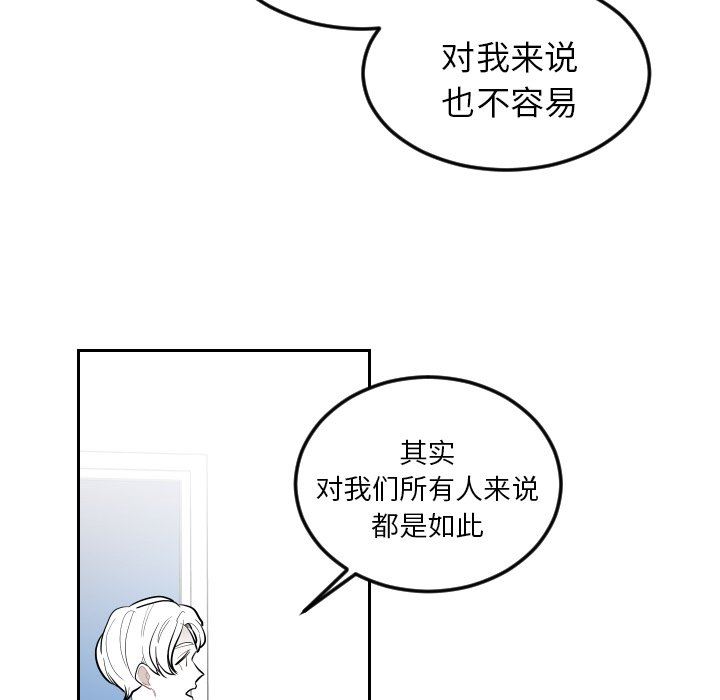 对我来说
也不容易
其实
对我们所有人来说
都是如此